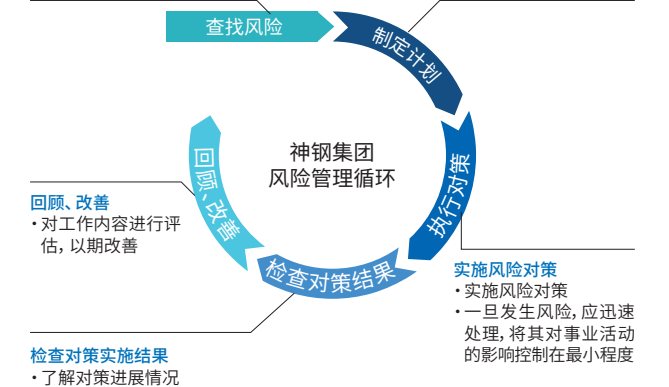 查找风险
制定计划
执行对策
检查对策结果
回顾、改善
神钢集团
风险管理循环
回顾、改善
・对工作内容进行评
估，以期改善
实施风险对策
・实施风险对策
・一旦发生风险，应迅速
处理，将其对事业活动
的影响控制在最小程度
检查对策实施结果
・了解对策进展情况